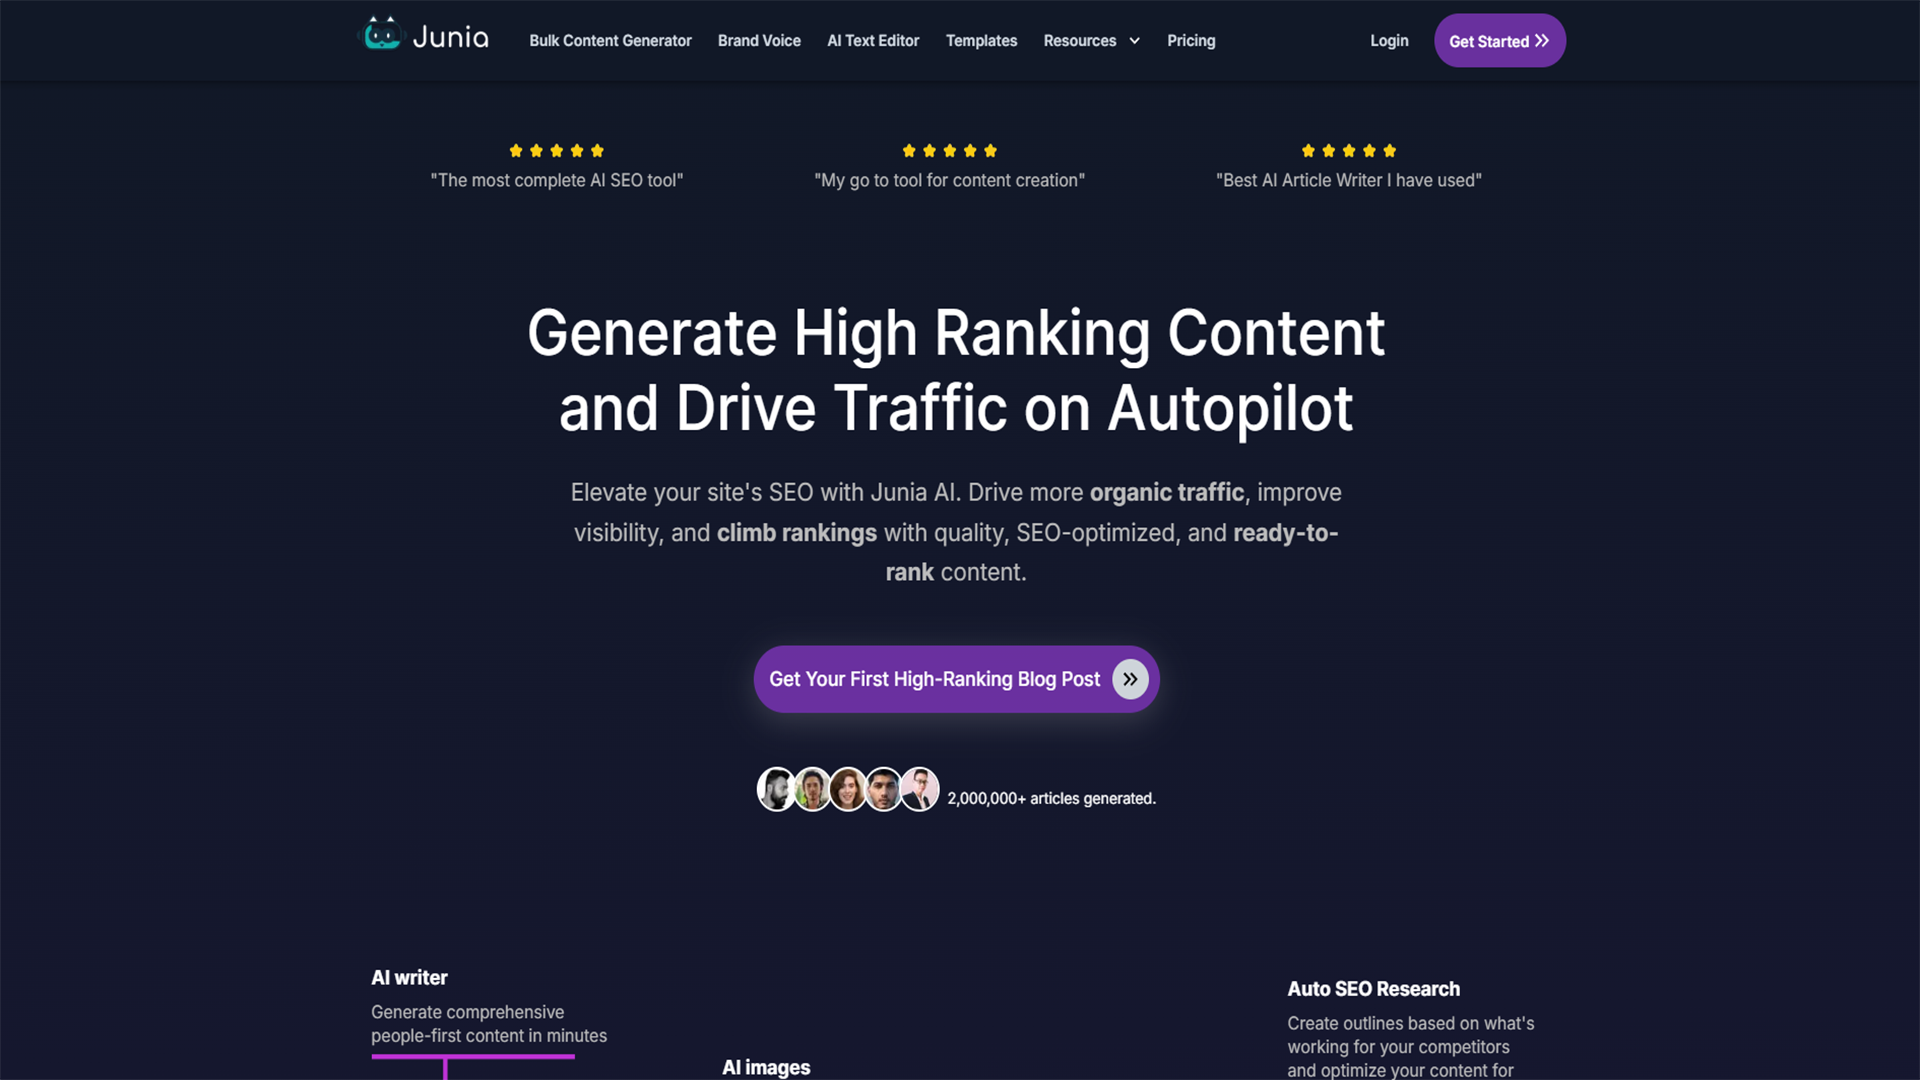 Junia
Bulk Content Generator
Brand Voice
AI Text Editor
Templates
Resources
Pricing
Login
Get Started
"The most complete AI SEO tool"
"My go to tool for content creation"
"Best AI Article Writer I have used"
Generate High Ranking Content
and Drive Traffic on Autopilot
Elevate your site's SEO with Junia AI. Drive more organic traffic, improve
visibility, and climb rankings with quality, SEO-optimized, and ready-to-
rank content.
Get Your First High-Ranking Blog Post
2,000,000+ articles generated.
AI writer
Generate comprehensive
people-first content in minutes
AI images
Auto SEO Research
Create outlines based on what's
working for your competitors
and optimize your content for